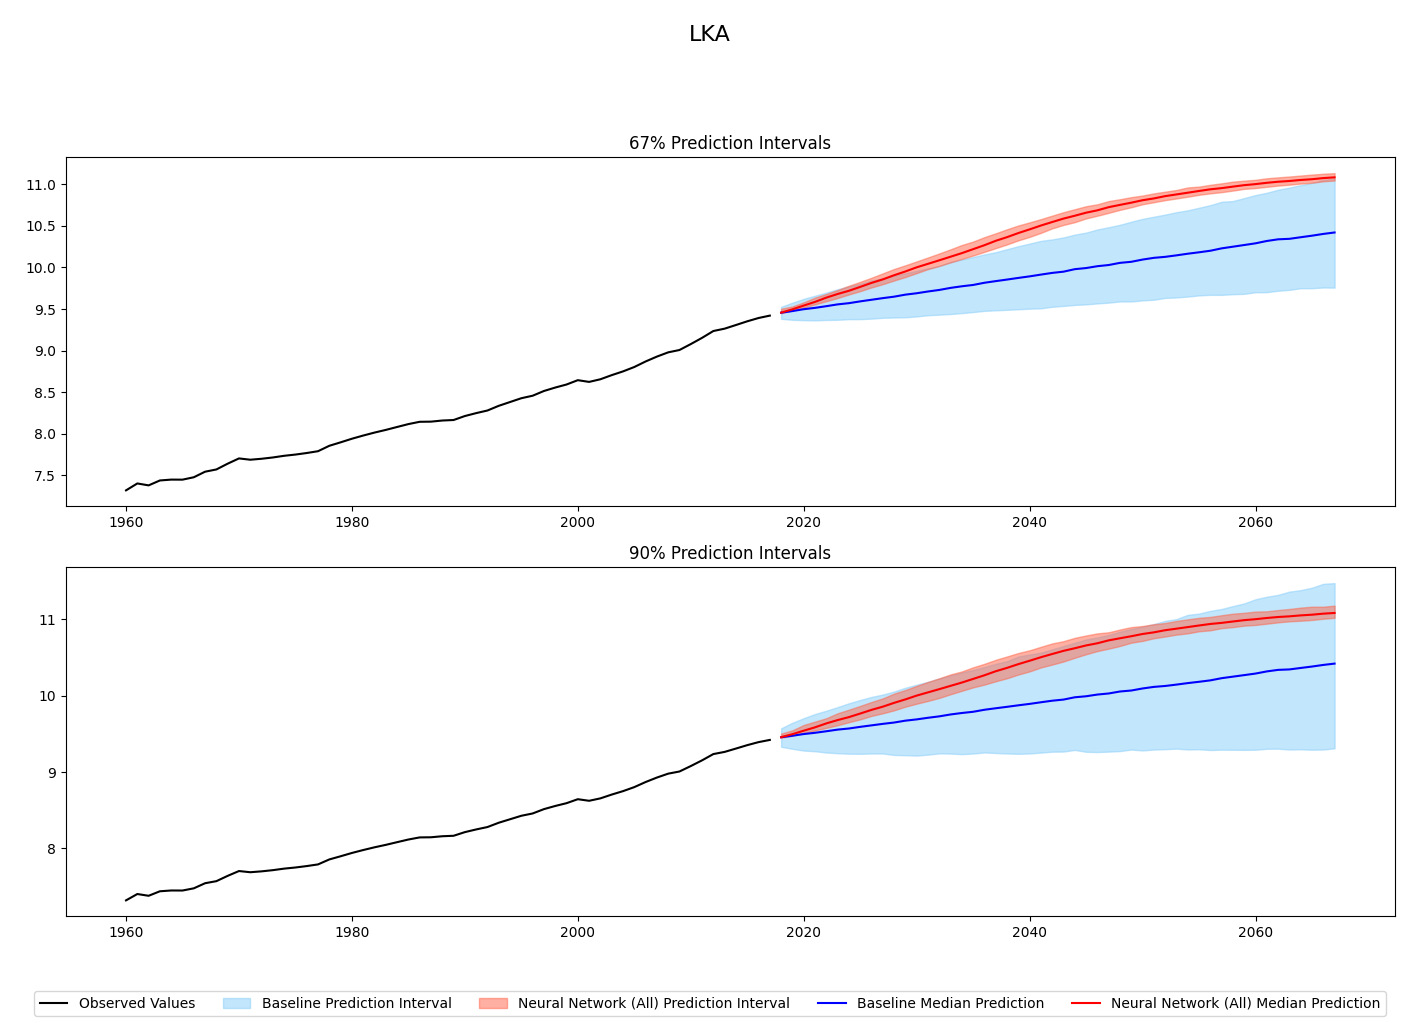 LKA
67% Prediction Intervals
11.0
10.5
10.0
9.5
9.0
8.5
8.0
7.5
1960 1980 2000 2020 2040 2060
90% Prediction Intervals
11
10
9
8
1960 1980 2000 2020 2040 2060
Observed Values Baseline Prediction Interval Neural Network (All) Prediction Interval Baseline Median Prediction Neural Network (All) Median Prediction